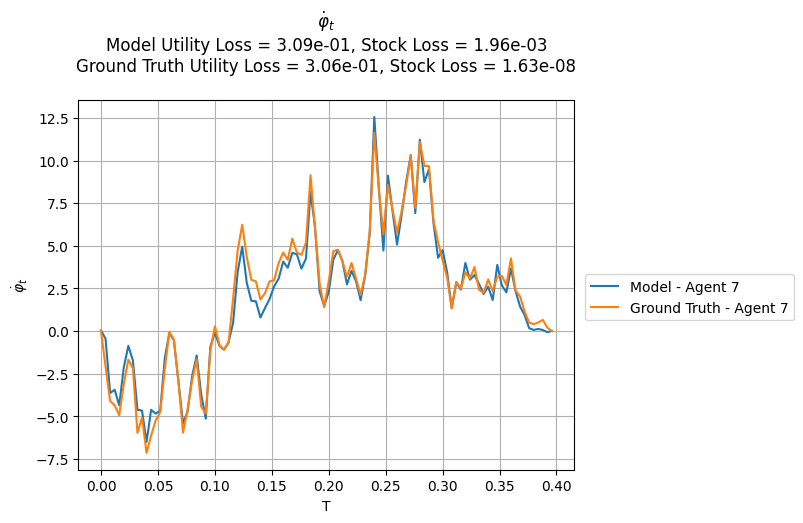 φ̇ₜ
Model Utility Loss = 3.09e-01, Stock Loss = 1.96e-03
Ground Truth Utility Loss = 3.06e-01, Stock Loss = 1.63e-08
φ̇ₜ
12.5
10.0
7.5
5.0
2.5
0.0
−2.5
−5.0
−7.5
0.00 0.05 0.10 0.15 0.20 0.25 0.30 0.35 0.40
T
Model - Agent 7
Ground Truth - Agent 7